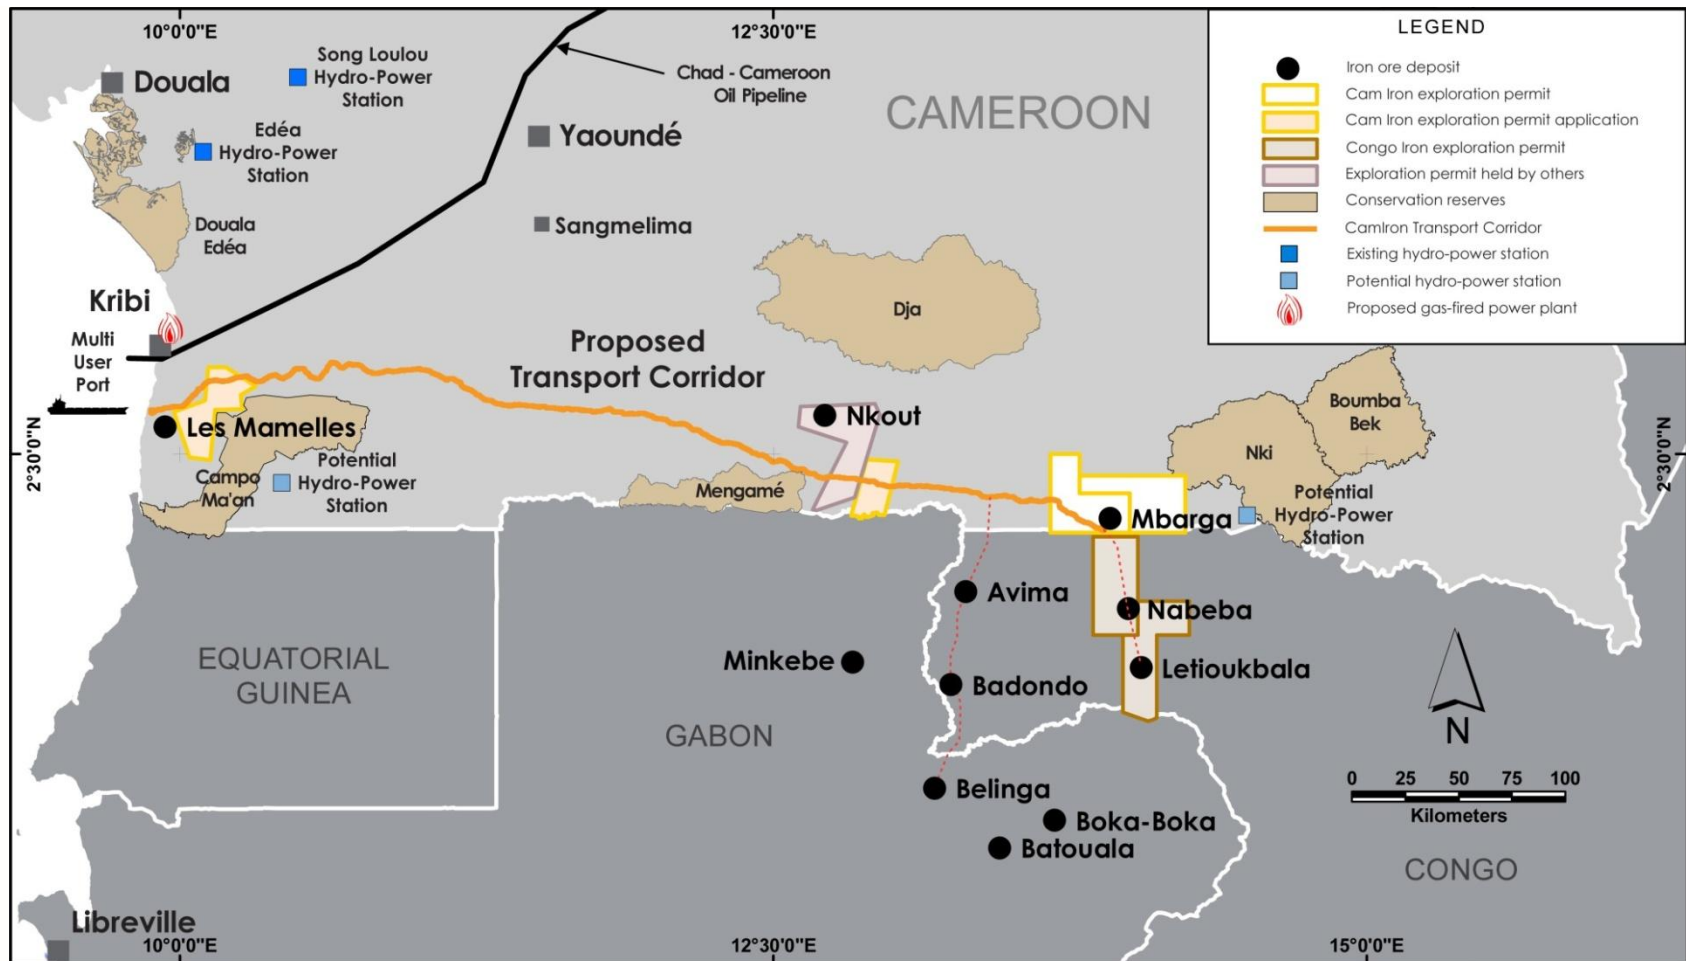 10°0'0"E
12°30'0"E
LEGEND
Iron ore deposit
Cam Iron exploration permit
Cam Iron exploration permit application
Congo Iron exploration permit
Exploration permit held by others
Conservation reserves
CamIron Transport Corridor
Existing hydro-power station
Potential hydro-power station
Proposed gas-fired power plant
Song Loulou
Hydro-Power
Station
Douala
Chad - Cameroon
Oil Pipeline
CAMEROON
Edéa
Hydro-Power
Station
Yaoundé
Douala
Edéa
Sangmelima
Kribi
Dja
Multi
User
Port
Proposed
Transport Corridor
Les Mamelles
Nkout
Boumba
Bek
Nki
2°30'0"N
2°30'0"N
Campo
Ma'an
Potential
Hydro-Power
Station
Mengamé
Mbarga
Potential
Hydro-Power
Station
Avima
Nabeba
EQUATORIAL
GUINEA
Minkebe
Badondo
Letioukbala
GABON
N
Belinga
0 25 50 75 100
Kilometers
Boka-Boka
Batouala
CONGO
Libreville
10°0'0"E
12°30'0"E
15°0'0"E